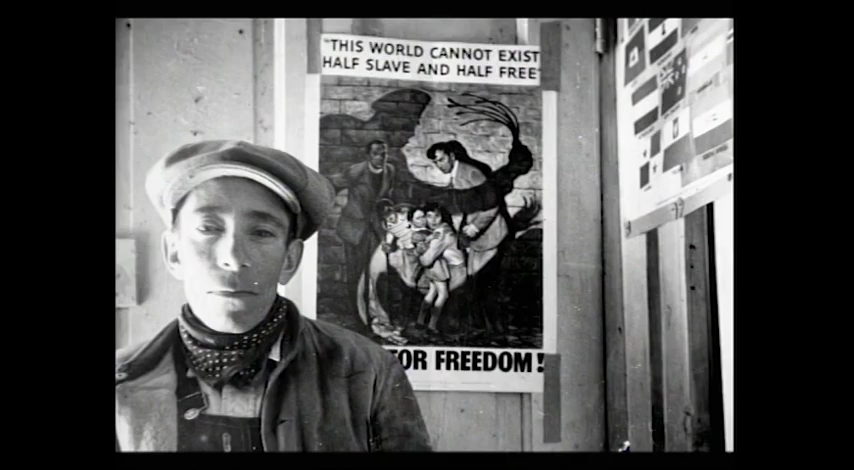 "THIS WORLD CANNOT EXIST
HALF SLAVE AND HALF FREE"
FOR FREEDOM!